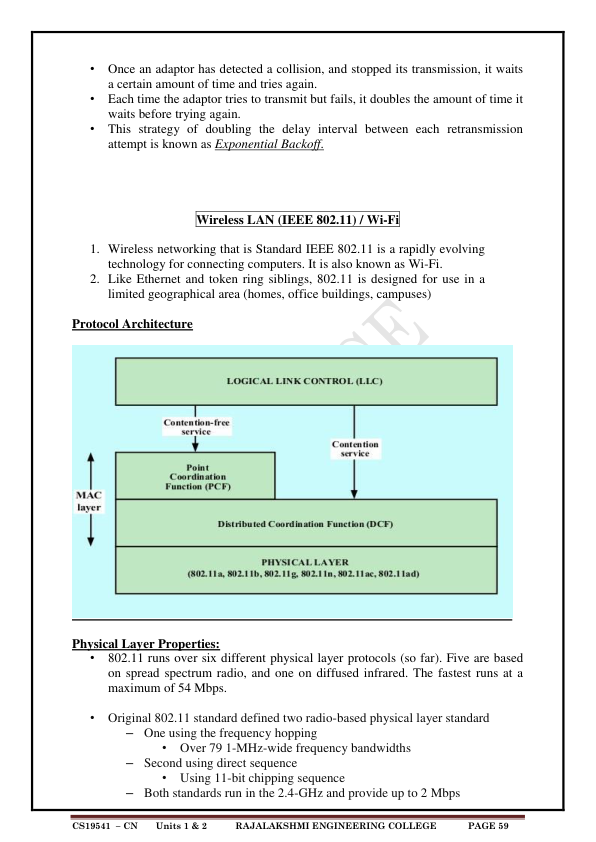 • Once an adaptor has detected a collision, and stopped its transmission, it waits
a certain amount of time and tries again.
• Each time the adaptor tries to transmit but fails, it doubles the amount of time it
waits before trying again.
• This strategy of doubling the delay interval between each retransmission
attempt is known as Exponential Backoff.
Wireless LAN (IEEE 802.11) / Wi-Fi
1. Wireless networking that is Standard IEEE 802.11 is a rapidly evolving
technology for connecting computers. It is also known as Wi-Fi.
2. Like Ethernet and token ring siblings, 802.11 is designed for use in a
limited geographical area (homes, office buildings, campuses)
Protocol Architecture
LOGICAL LINK CONTROL (LLC)
Contention-free
service
Contention
service
Point
Coordination
Function (PCF)
MAC
layer
Distributed Coordination Function (DCF)
PHYSICAL LAYER
(802.11a, 802.11b, 802.11g, 802.11n, 802.11ac, 802.11ad)
Physical Layer Properties:
• 802.11 runs over six different physical layer protocols (so far). Five are based
on spread spectrum radio, and one on diffused infrared. The fastest runs at a
maximum of 54 Mbps.
• Original 802.11 standard defined two radio-based physical layer standard
– One using the frequency hopping
• Over 79 1-MHz-wide frequency bandwidths
– Second using direct sequence
• Using 11-bit chipping sequence
– Both standards run in the 2.4-GHz and provide up to 2 Mbps
CS19541 – CN Units 1 & 2 RAJALAKSHMI ENGINEERING COLLEGE PAGE 59